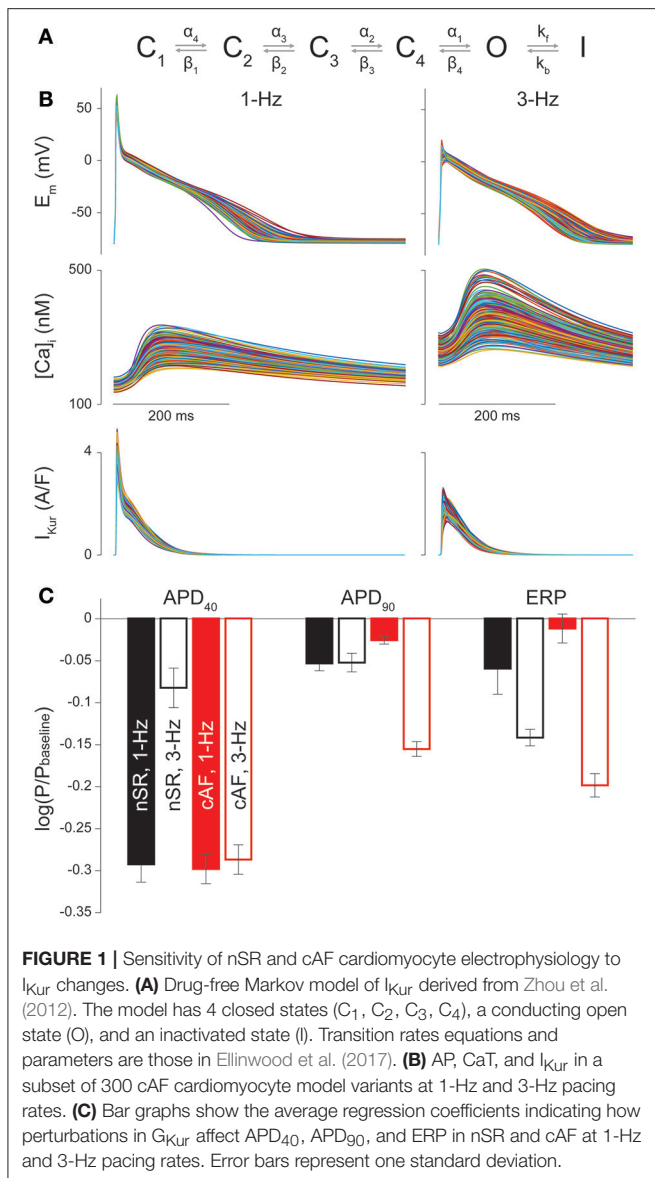 A
C1 α4 β1 C2 α3 β2 C3 α2 β3 C4 α1 β4 O kf kb I
B
1-Hz
3-Hz
Em (mV)
50
0
-50
[Ca]i (nM)
500
100
200 ms
200 ms
IKur (A/F)
4
0
C
APD40
APD90
ERP
log(P/Pbaseline)
0
-0.05
-0.1
-0.15
-0.2
-0.25
-0.3
-0.35
nSR, 1-Hz
nSR, 3-Hz
cAF, 1-Hz
cAF, 3-Hz
FIGURE 1 | Sensitivity of nSR and cAF cardiomyocyte electrophysiology to
IKur changes. (A) Drug-free Markov model of IKur derived from Zhou et al.
(2012). The model has 4 closed states (C1, C2, C3, C4), a conducting open
state (O), and an inactivated state (I). Transition rates equations and
parameters are those in Ellinwood et al. (2017). (B) AP, CaT, and IKur in a
subset of 300 cAF cardiomyocyte model variants at 1-Hz and 3-Hz pacing
rates. (C) Bar graphs show the average regression coefficients indicating how
perturbations in GKur affect APD40, APD90, and ERP in nSR and cAF at 1-Hz
and 3-Hz pacing rates. Error bars represent one standard deviation.